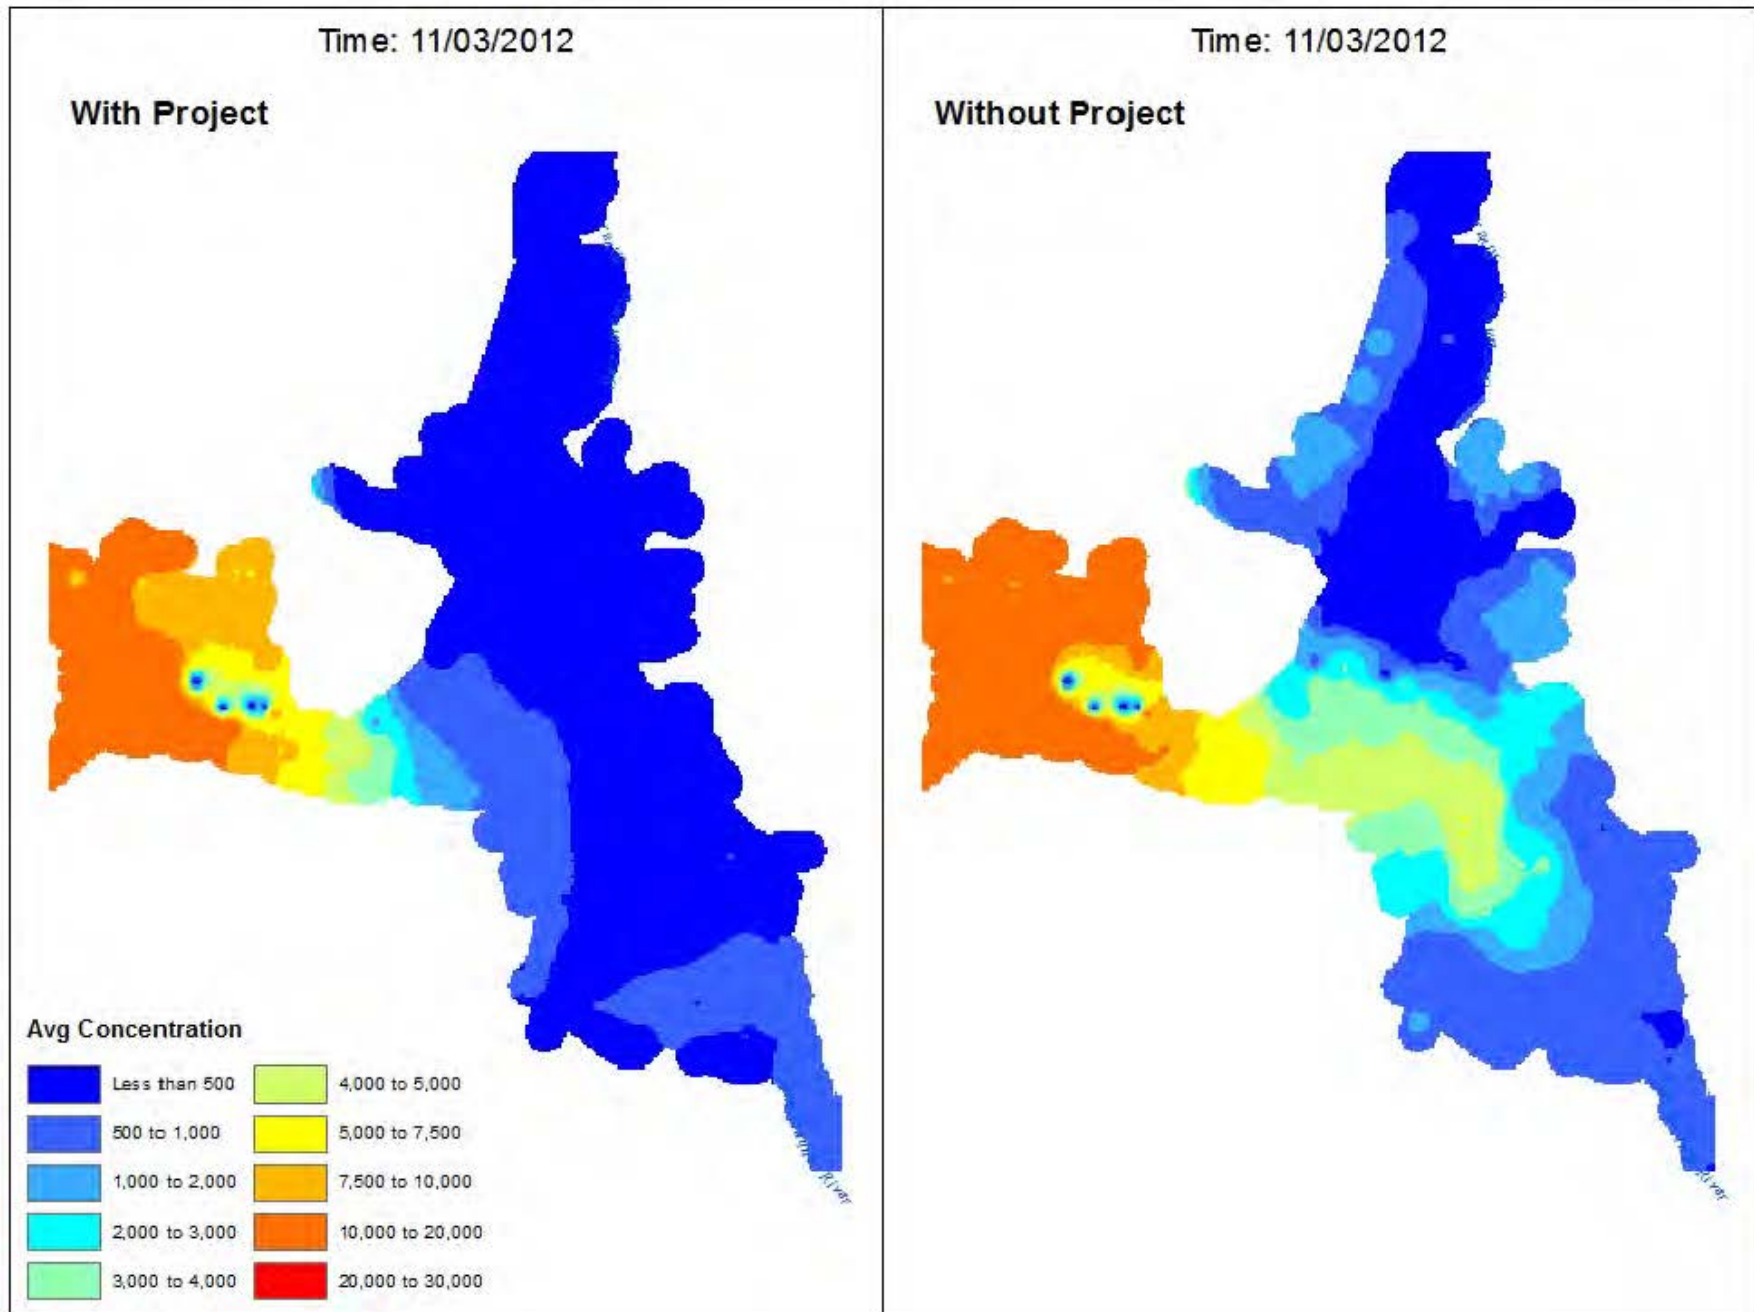 Time: 11/03/2012
With Project
Time: 11/03/2012
Without Project
Avg Concentration
Less than 500
500 to 1,000
1,000 to 2,000
2,000 to 3,000
3,000 to 4,000
4,000 to 5,000
5,000 to 7,500
7,500 to 10,000
10,000 to 20,000
20,000 to 30,000
River
River